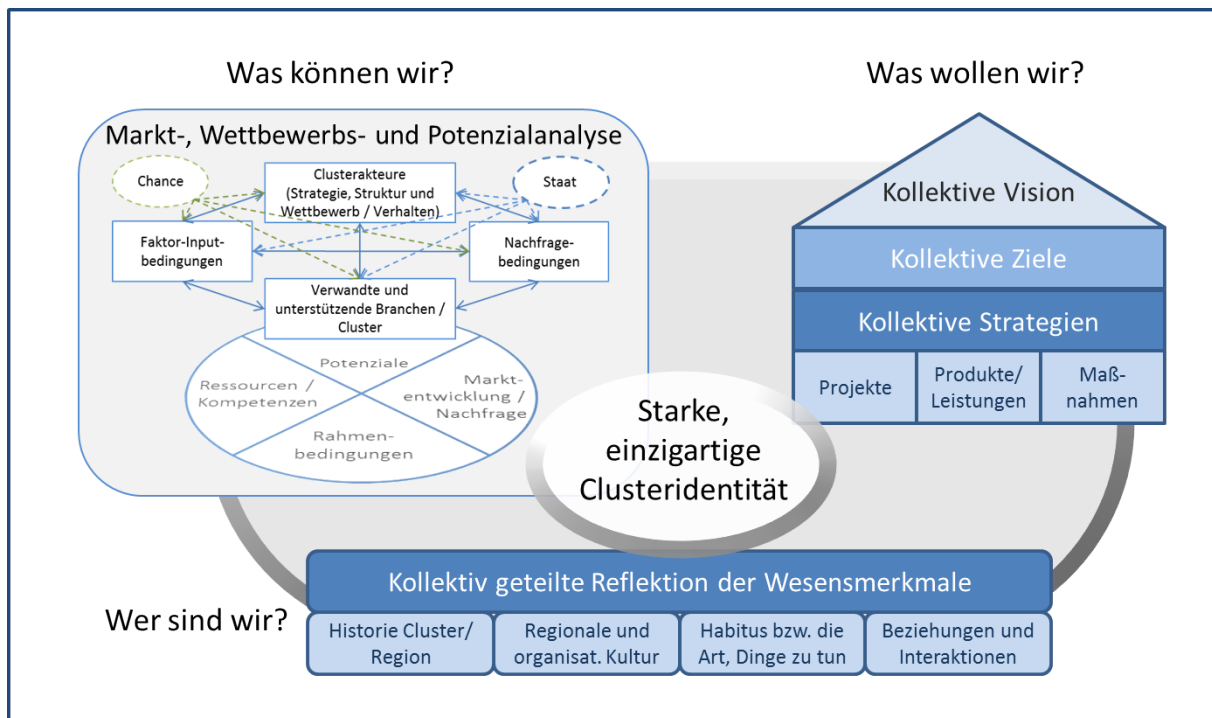 Was können wir?
Was wollen wir?
Markt-, Wettbewerbs- und Potenzialanalyse
Chance
Clusterakteure
(Strategie, Struktur und
Wettbewerb / Verhalten)
Staat
Faktor-Input-
bedingungen
Nachfrage-
bedingungen
Verwandte und
unterstützende Branchen /
Cluster
Potenziale
Ressourcen /
Kompetenzen
Markt-
entwicklung /
Nachfrage
Rahmen-
bedingungen
Kollektive Vision
Kollektive Ziele
Kollektive Strategien
Projekte
Produkte/
Leistungen
Maß-
nahmen
Starke,
einzigartige
Clusteridentität
Wer sind wir?
Kollektiv geteilte Reflektion der Wesensmerkmale
Historie Cluster/
Region
Regionale und
organisat. Kultur
Habitus bzw. die
Art, Dinge zu tun
Beziehungen und
Interaktionen